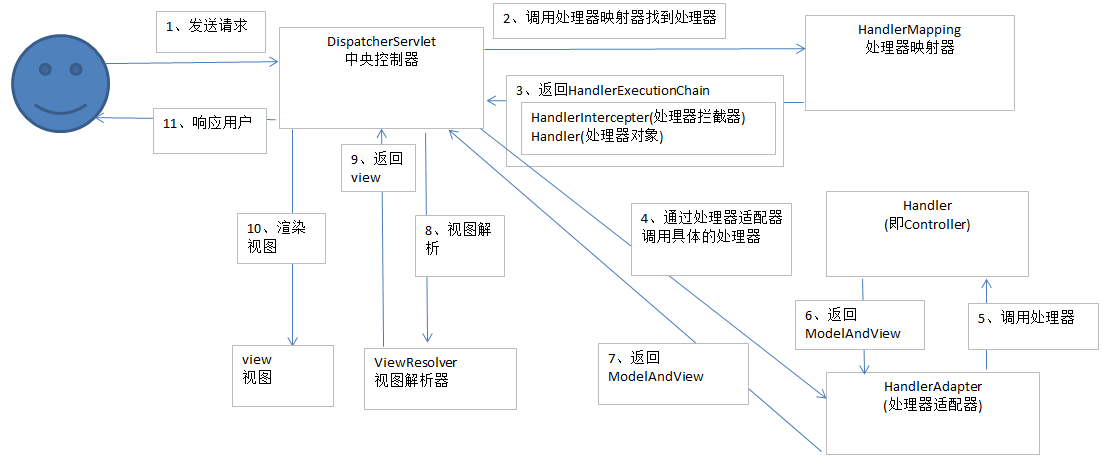 1、发送请求
2、调用处理器映射器找到处理器
DispatcherServlet
中央控制器
HandlerMapping
处理器映射器
3、返回HandlerExecutionChain
HandlerIntercepter(处理器拦截器)
Handler(处理器对象)
11、响应用户
9、返回
view
10、渲染
视图
8、视图解
析
4、通过处理器适配器
调用具体的处理器
Handler
(即Controller)
6、返回
ModelAndView
5、调用处理器
7、返回
ModelAndView
view
视图
ViewResolver
视图解析器
HandlerAdapter
(处理器适配器)